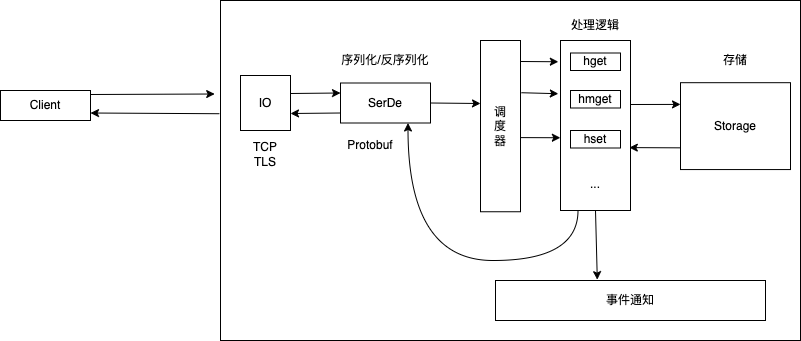 处理逻辑
序列化/反序列化
存储
hget
Client
IO
SerDe
hmget
调
度
器
Storage
hset
TCP
TLS
Protobuf
...
事件通知